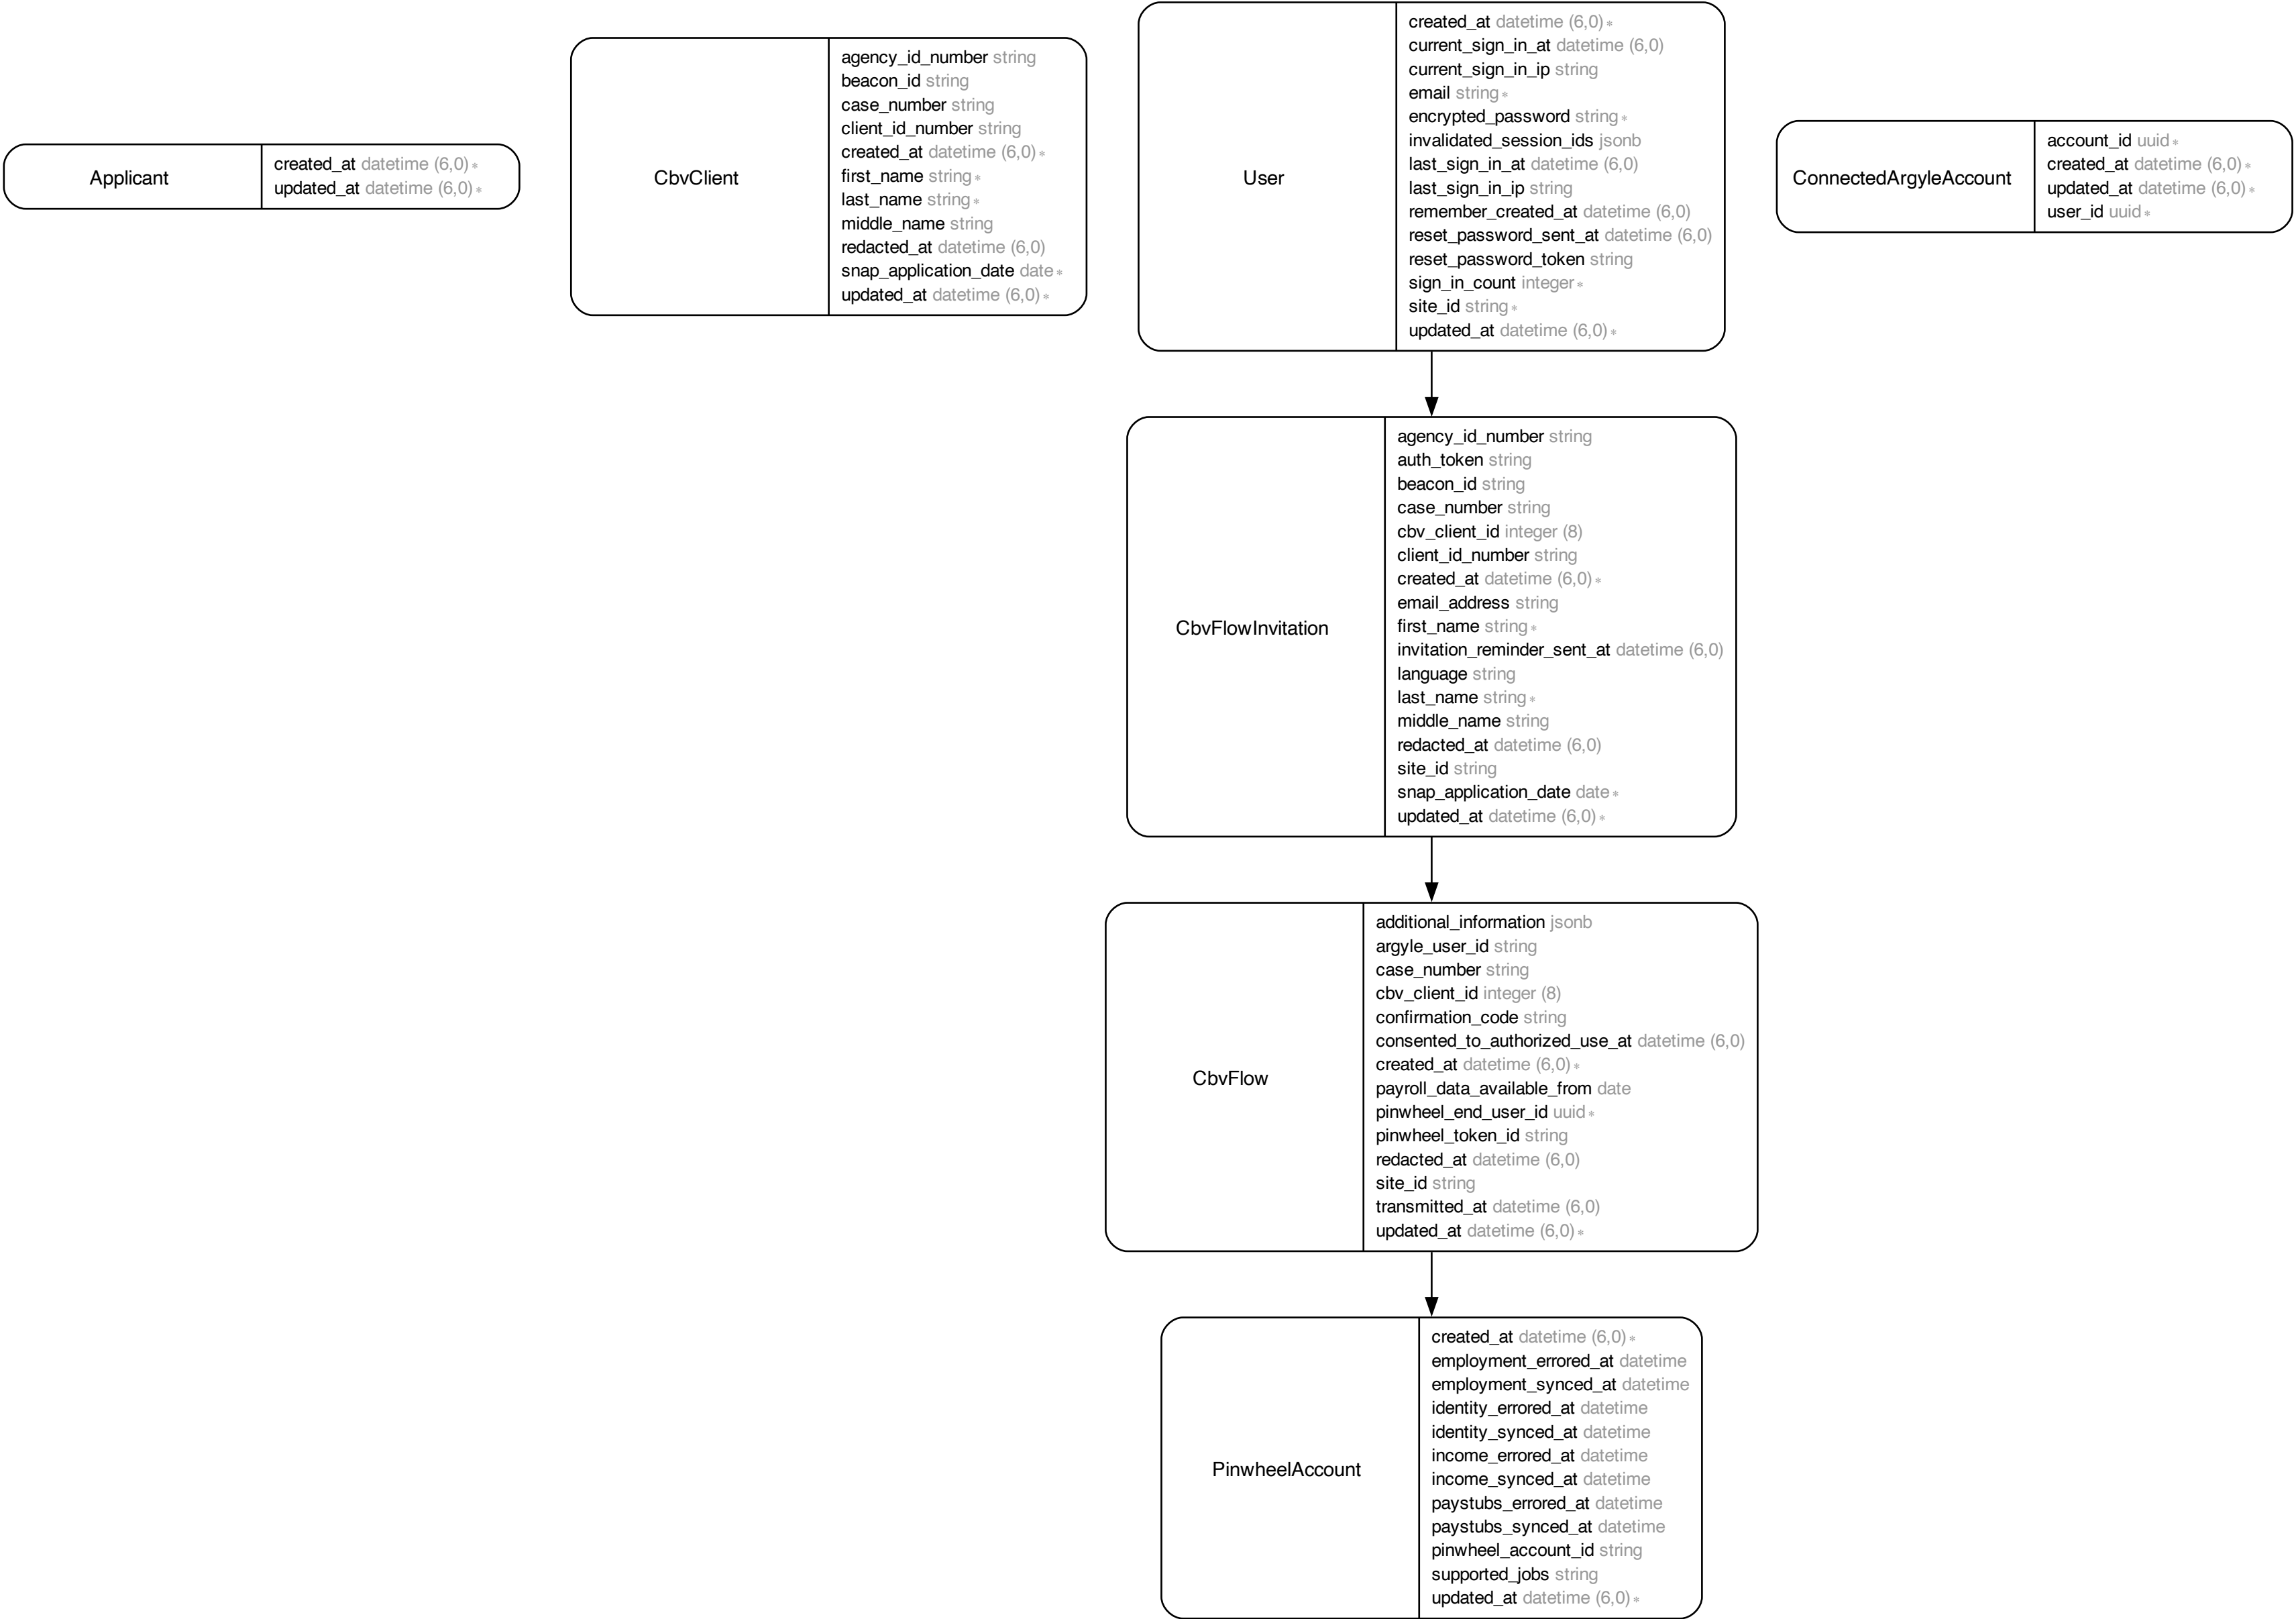 Applicant
created_at datetime (6,0) *
updated_at datetime (6,0) *
CbvClient
agency_id_number string
beacon_id string
case_number string
client_id_number string
created_at datetime (6,0) *
first_name string *
last_name string *
middle_name string
redacted_at datetime (6,0)
snap_application_date date *
updated_at datetime (6,0) *
User
created_at datetime (6,0) *
current_sign_in_at datetime (6,0)
current_sign_in_ip string
email string *
encrypted_password string *
invalidated_session_ids jsonb
last_sign_in_at datetime (6,0)
last_sign_in_ip string
remember_created_at datetime (6,0)
reset_password_sent_at datetime (6,0)
reset_password_token string
sign_in_count integer *
site_id string *
updated_at datetime (6,0) *
ConnectedArgyleAccount
account_id uuid *
created_at datetime (6,0) *
updated_at datetime (6,0) *
user_id uuid *
CbvFlowInvitation
agency_id_number string
auth_token string
beacon_id string
case_number string
cbv_client_id integer (8)
client_id_number string
created_at datetime (6,0) *
email_address string
first_name string *
invitation_reminder_sent_at datetime (6,0)
language string
last_name string *
middle_name string
redacted_at datetime (6,0)
site_id string
snap_application_date date *
updated_at datetime (6,0) *
CbvFlow
additional_information jsonb
argyle_user_id string
case_number string
cbv_client_id integer (8)
confirmation_code string
consented_to_authorized_use_at datetime (6,0)
created_at datetime (6,0) *
payroll_data_available_from date
pinwheel_end_user_id uuid *
pinwheel_token_id string
redacted_at datetime (6,0)
site_id string
transmitted_at datetime (6,0)
updated_at datetime (6,0) *
PinwheelAccount
created_at datetime (6,0) *
employment_errored_at datetime
employment_synced_at datetime
identity_errored_at datetime
identity_synced_at datetime
income_errored_at datetime
income_synced_at datetime
paystubs_errored_at datetime
paystubs_synced_at datetime
pinwheel_account_id string
supported_jobs string
updated_at datetime (6,0) *